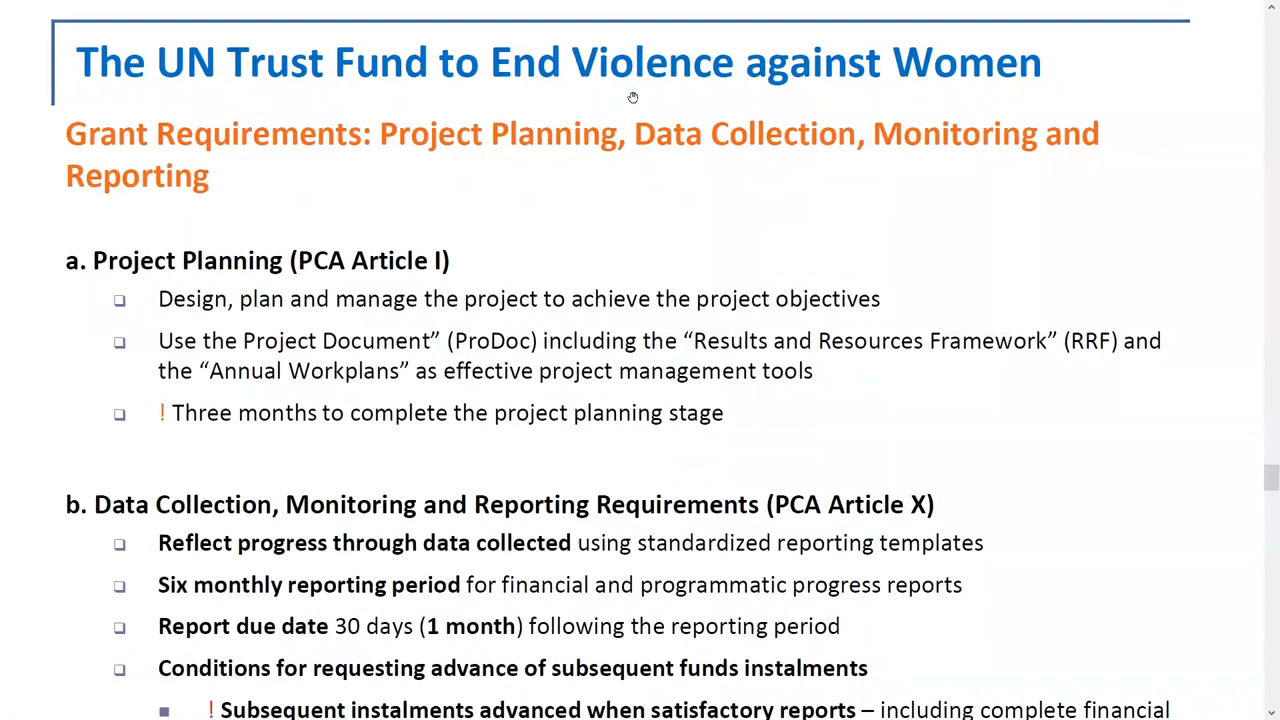 The UN Trust Fund to End Violence against Women
Grant Requirements: Project Planning, Data Collection, Monitoring and
Reporting
a. Project Planning (PCA Article I)
Design, plan and manage the project to achieve the project objectives
Use the Project Document” (ProDoc) including the “Results and Resources Framework” (RRF) and
the “Annual Workplans” as effective project management tools
! Three months to complete the project planning stage
b. Data Collection, Monitoring and Reporting Requirements (PCA Article X)
Reflect progress through data collected using standardized reporting templates
Six monthly reporting period for financial and programmatic progress reports
Report due date 30 days (1 month) following the reporting period
Conditions for requesting advance of subsequent funds instalments
! Subsequent instalments advanced when satisfactory reports – including complete financial